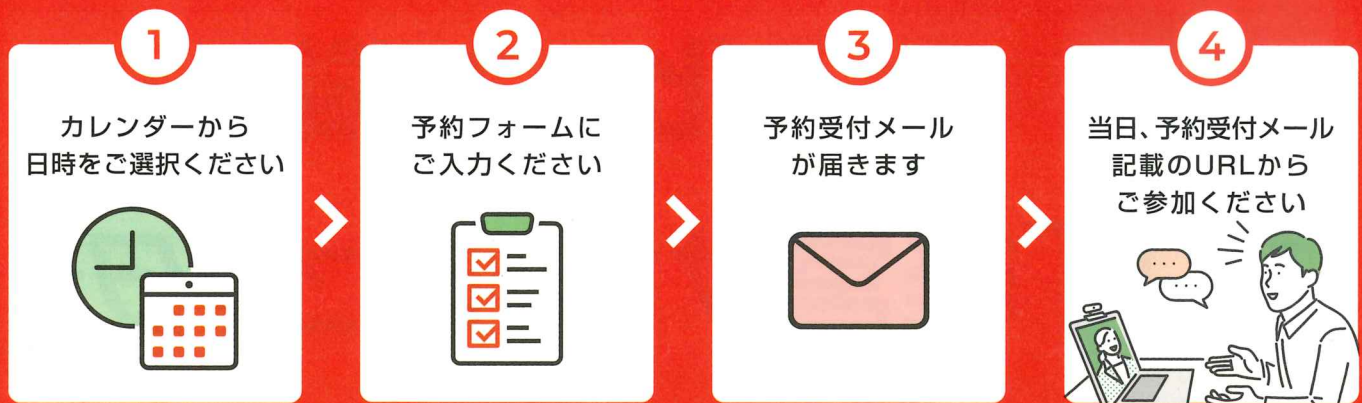 1
カレンダーから
日時をご選択ください
2
予約フォームに
ご入力ください
3
予約受付メール
が届きます
4
当日、予約受付メール
記載のURLから
ご参加ください